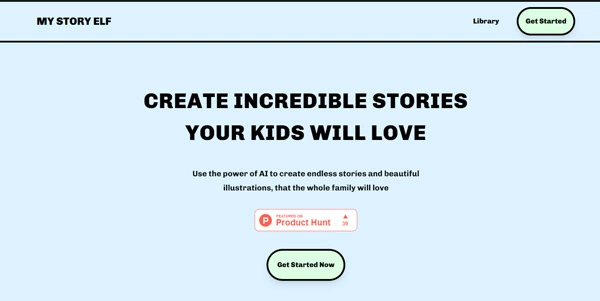 MY STORY ELF
Library
Get Started
CREATE INCREDIBLE STORIES
YOUR KIDS WILL LOVE
Use the power of AI to create endless stories and beautiful
illustrations, that the whole family will love
P
FEATURED ON
Product Hunt
▲
39
Get Started Now